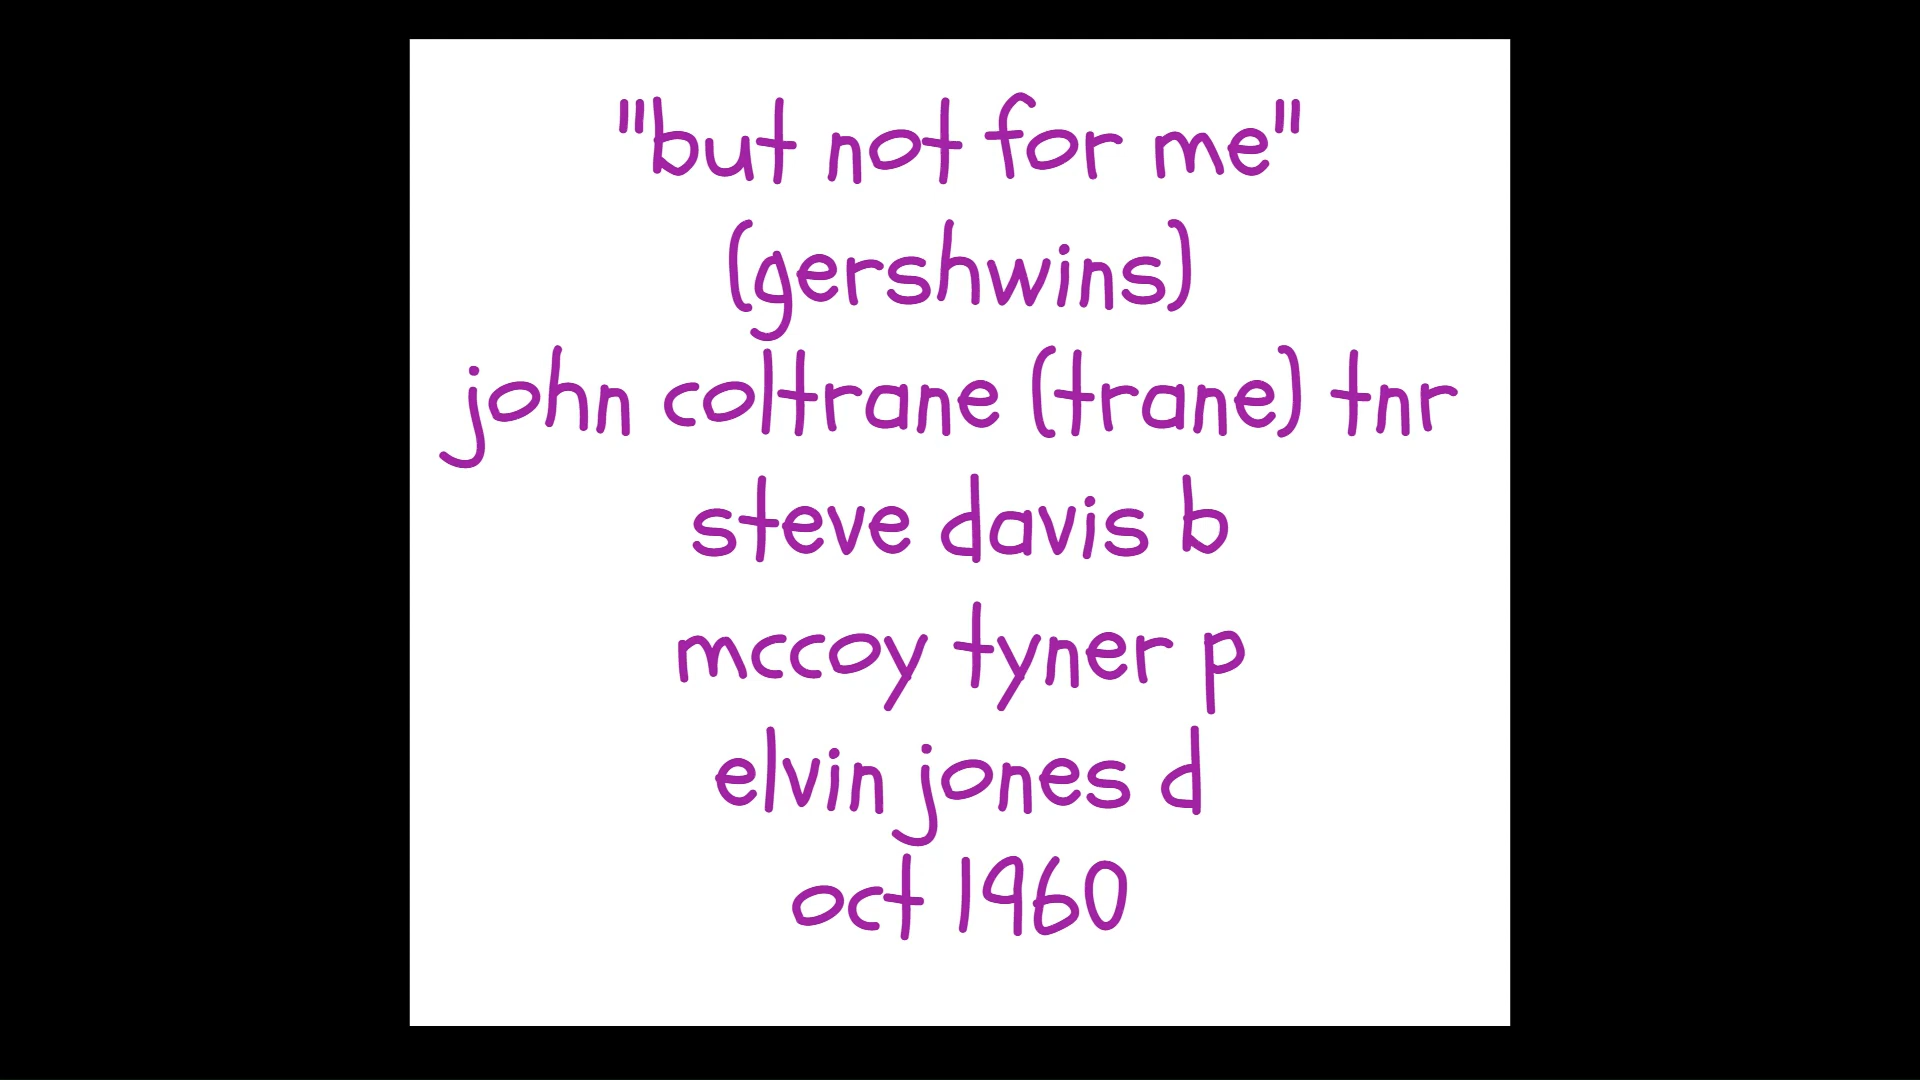 "but not for me"
(gershwins)
john coltrane (trane) tnr
steve davis b
mccoy tyner p
elvin jones d
oct 1960